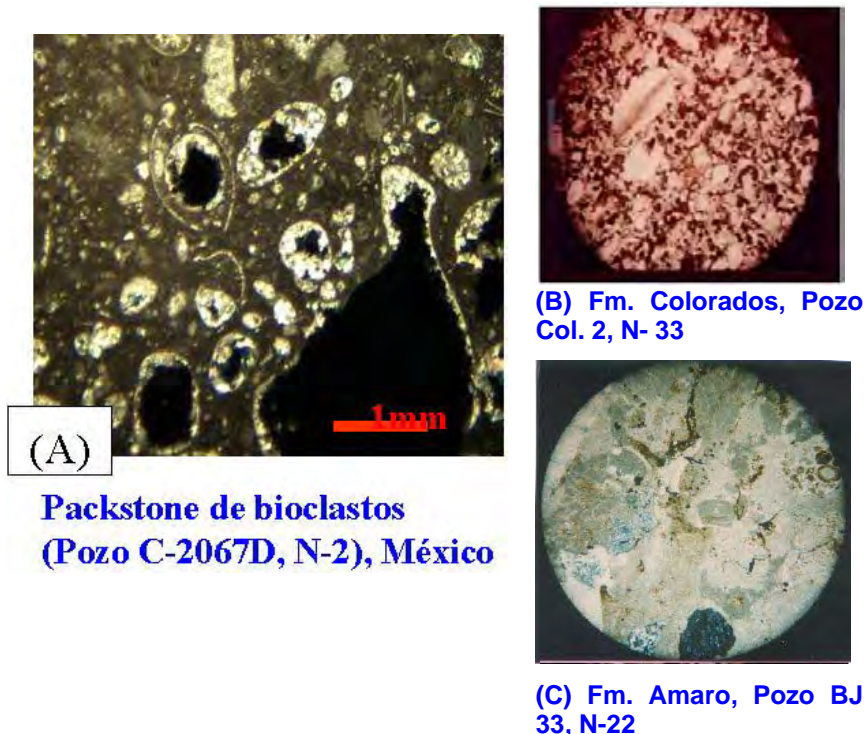 1mm
(A)
Packstone de bioclastos
(Pozo C-2067D, N-2), México
(B) Fm. Colorados, Pozo
Col. 2, N- 33
(C) Fm. Amaro, Pozo BJ
33, N-22